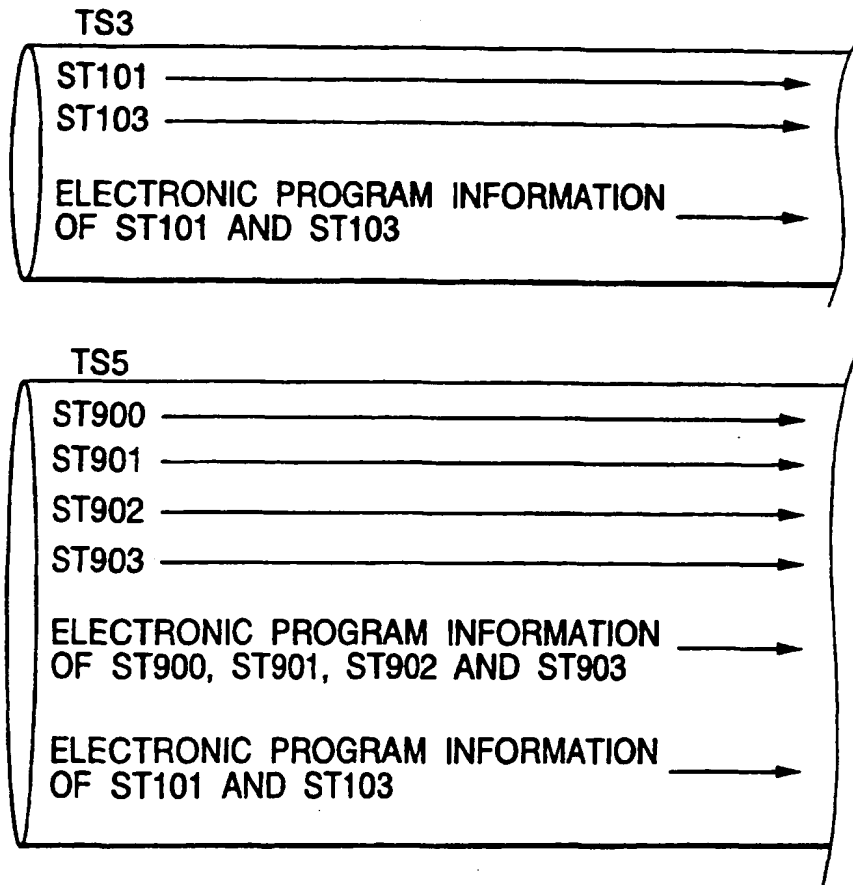 TS3
ST101
ST103
ELECTRONIC PROGRAM INFORMATION
OF ST101 AND ST103
TS5
ST900
ST901
ST902
ST903
ELECTRONIC PROGRAM INFORMATION
OF ST900, ST901, ST902 AND ST903
ELECTRONIC PROGRAM INFORMATION
OF ST101 AND ST103